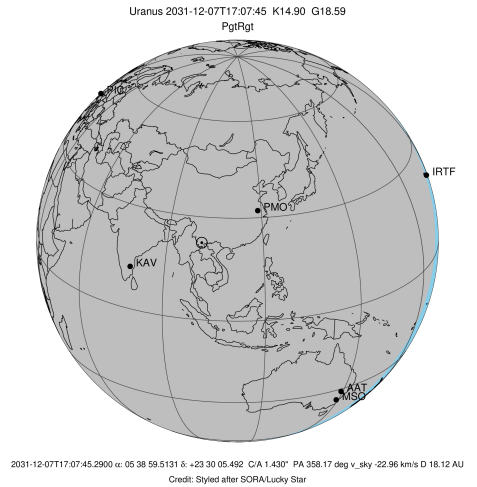 Uranus 2031-12-07T17:07:45 K14.90 G18.59
PgtRgt
PIC
IRTF
PMO
KAV
AAT
MSO
2031-12-07T17:07:45.2900 α: 05 38 59.5131 δ: +23 30 05.492 C/A 1.430" PA 358.17 deg v_sky -22.96 km/s D 18.12 AU
Credit: Styled after SORA/Lucky Star